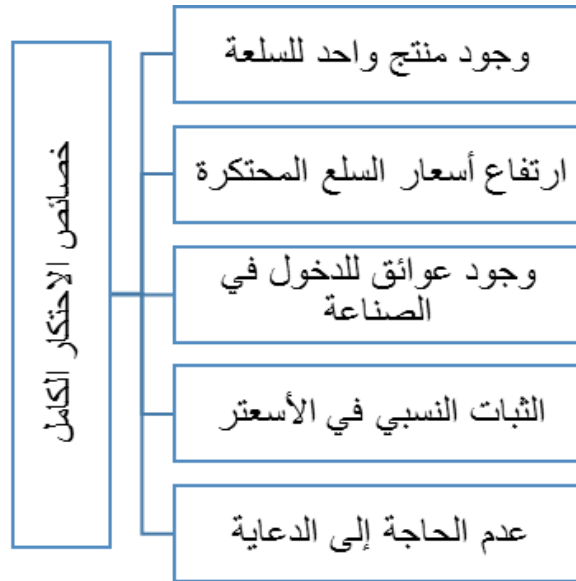 خصائص الاحتكار الكامل
وجود منتج واحد للسلعة
ارتفاع أسعار السلع المحتكرة
وجود عوائق للدخول في
الصناعة
الثبات النسبي في الأسعتر
عدم الحاجة إلى الدعاية